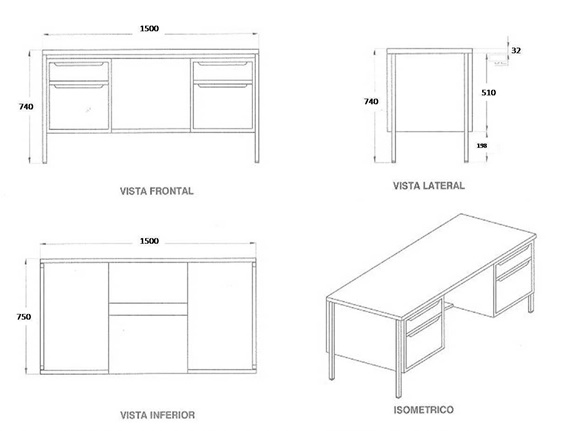 1500
740
VISTA FRONTAL
32
740
510
198
VISTA LATERAL
1500
750
VISTA INFERIOR
ISOMETRICO